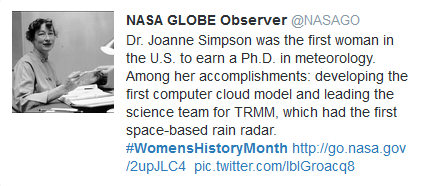 NASA GLOBE Observer @NASAGO
Dr. Joanne Simpson was the first woman in
the U.S. to earn a Ph.D. in meteorology.
Among her accomplishments: developing the
first computer cloud model and leading the
science team for TRMM, which had the first
space-based rain radar.
#WomensHistoryMonth http://go.nasa.gov
/2upJLC4 pic.twitter.com/lblGroacq8